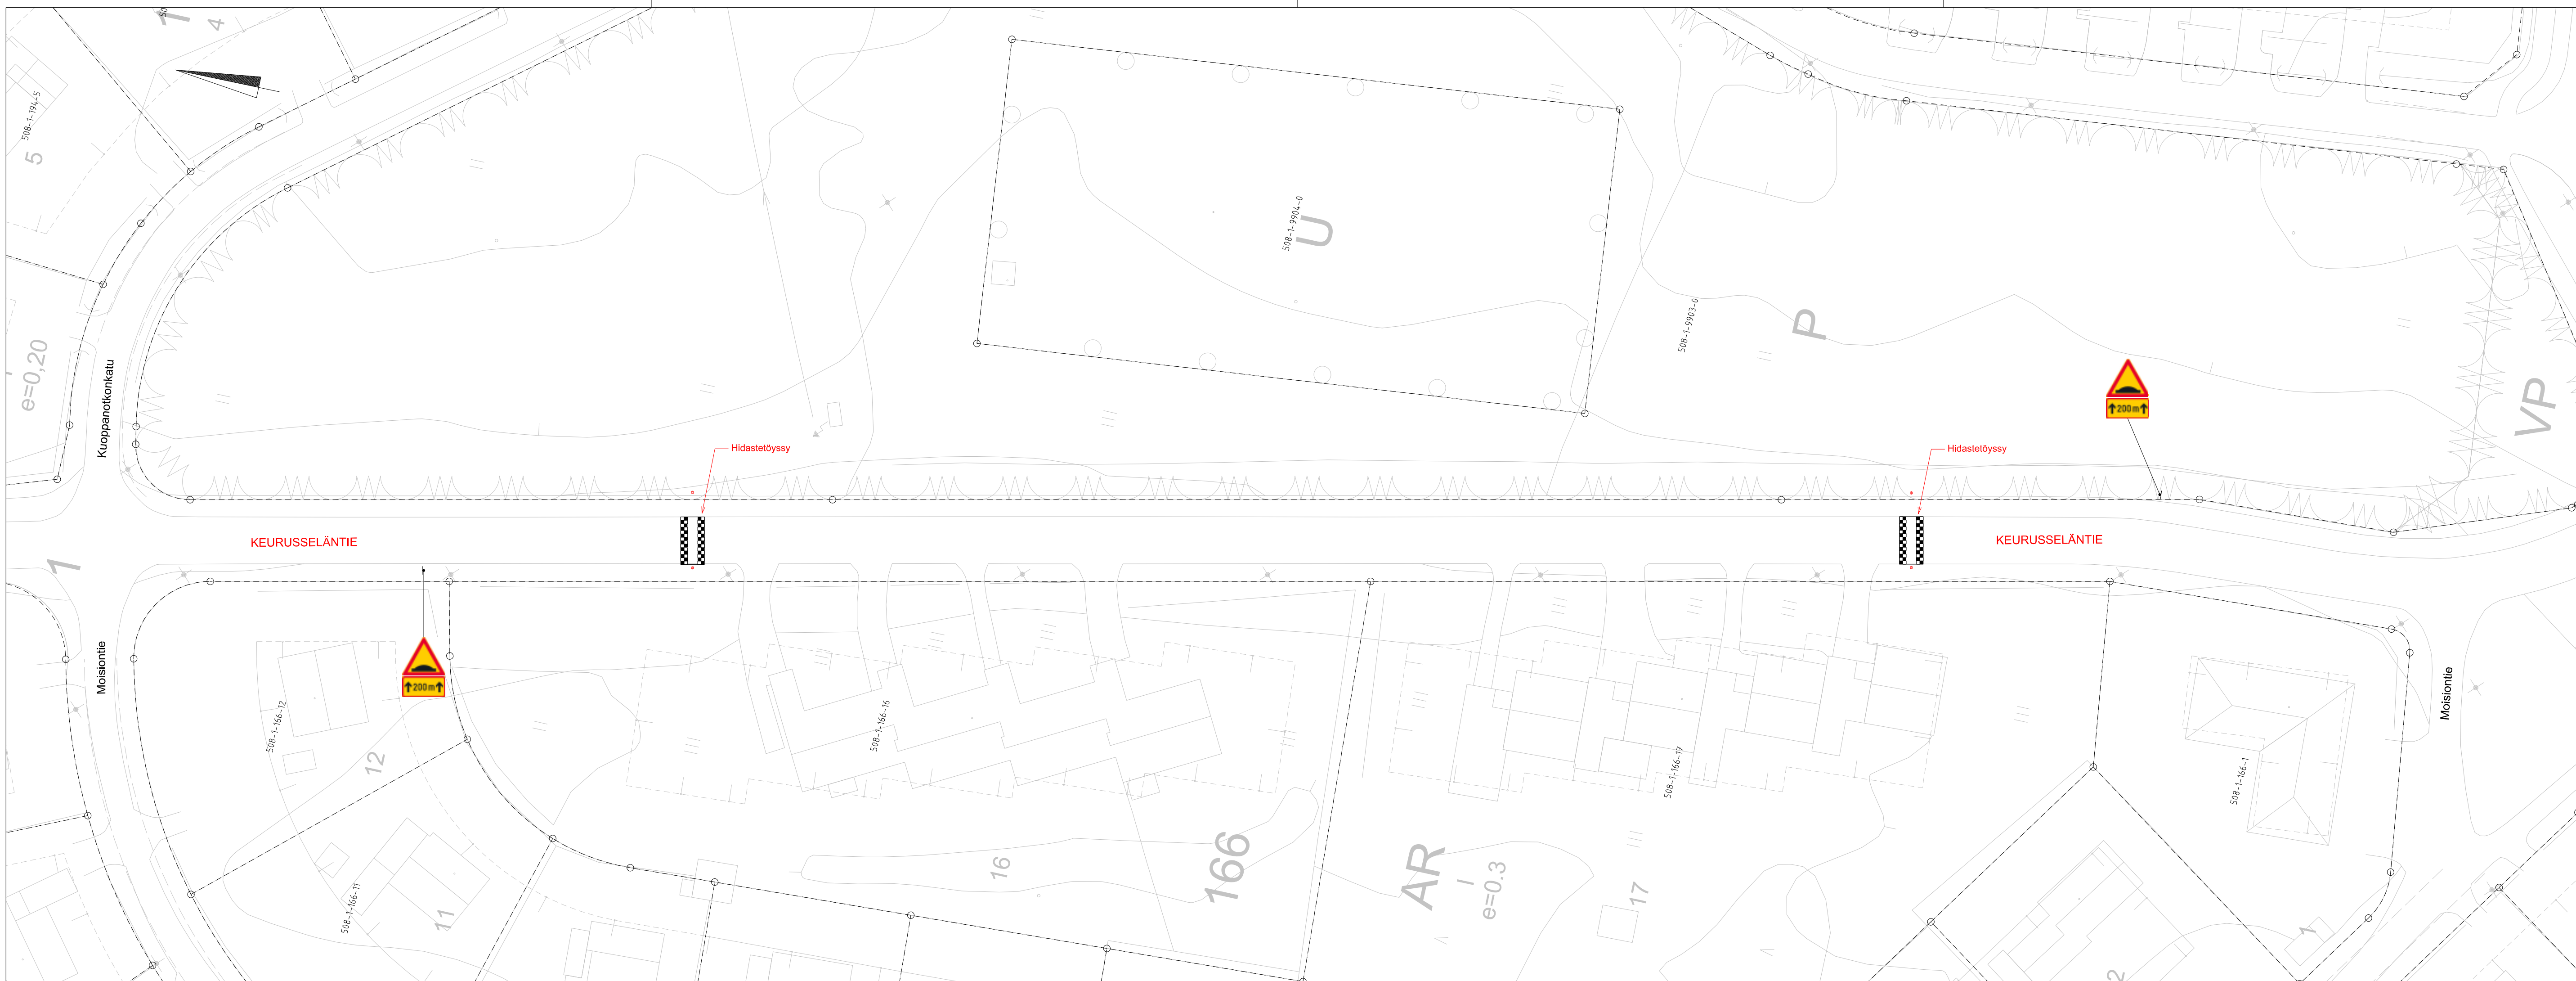 4
508-1-194-5
5
e=0,20
Kuoppanotkonkatu
508-1-9904-0
U
508-1-9903-0
P
VP
200 m
Hidastetöyssy
Hidastetöyssy
KEURUSSELÄNTIE
KEURUSSELÄNTIE
1
Moisiontie
200 m
508-1-166-12
12
508-1-166-16
508-1-166-17
508-1-166-1
Moisiontie
508-1-166-11
11
16
166
AR
I
e=0.3
17
1
2